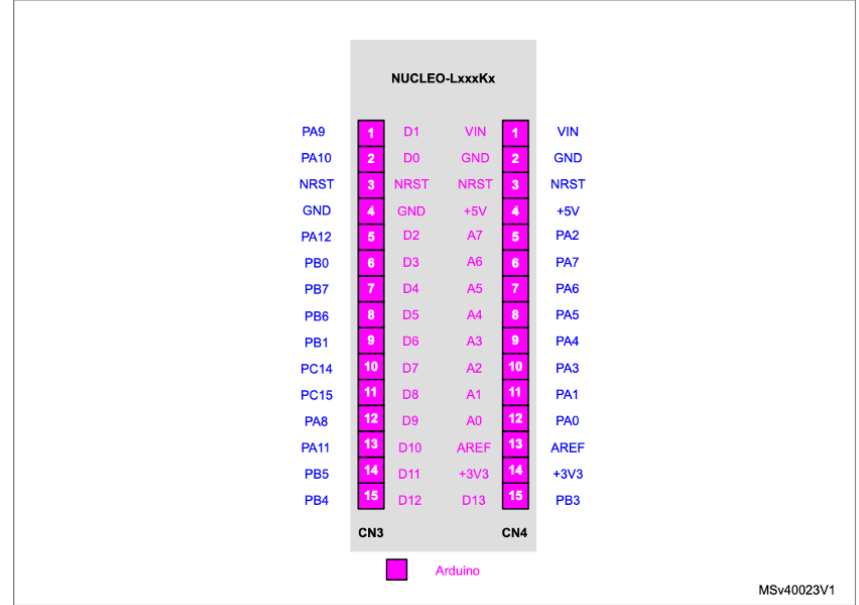 NUCLEO-LxxxKx
PA9 1 D1 VIN 1 VIN
PA10 2 D0 GND 2 GND
NRST 3 NRST NRST 3 NRST
GND 4 GND +5V 4 +5V
PA12 5 D2 A7 5 PA2
PB0 6 D3 A6 6 PA7
PB7 7 D4 A5 7 PA6
PB6 8 D5 A4 8 PA5
PB1 9 D6 A3 9 PA4
PC14 10 D7 A2 10 PA3
PC15 11 D8 A1 11 PA1
PA8 12 D9 A0 12 PA0
PA11 13 D10 AREF 13 AREF
PB5 14 D11 +3V3 14 +3V3
PB4 15 D12 D13 15 PB3
CN3 CN4
Arduino
MSv40023V1